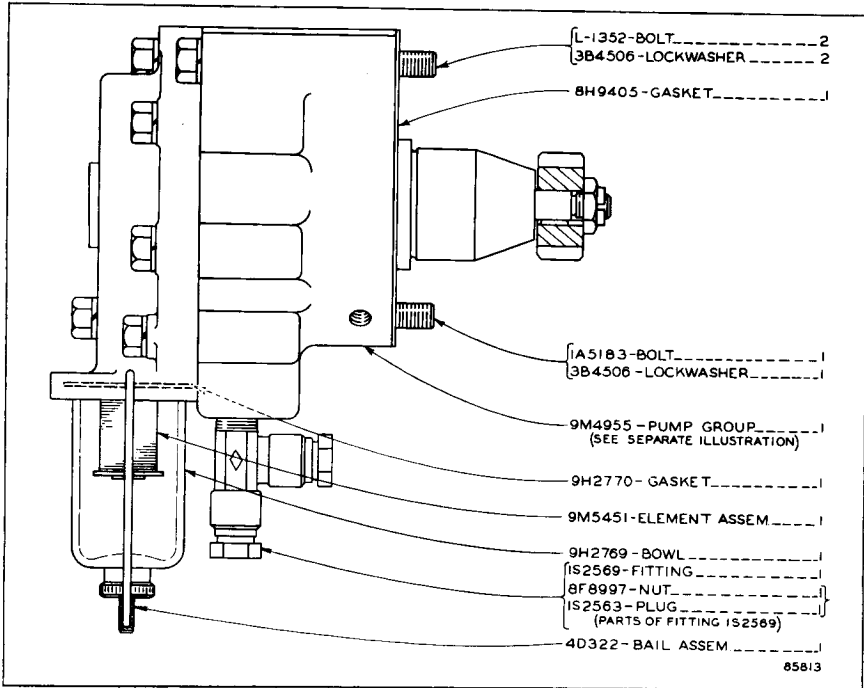 L-1352-BOLT 2
3B4506-LOCKWASHER 2
8H9405-GASKET 1
1A5183-BOLT 1
3B4506-LOCKWASHER 1
9M4955-PUMP GROUP 1
(SEE SEPARATE ILLUSTRATION)
9H2770-GASKET 1
9M5451-ELEMENT ASSEM 1
9H2769-BOWL 1
1S2569-FITTING 1
8F8997-NUT 1
1S2563-PLUG 1
(PARTS OF FITTING 1S2569)
4D322-BAIL ASSEM 1
85813